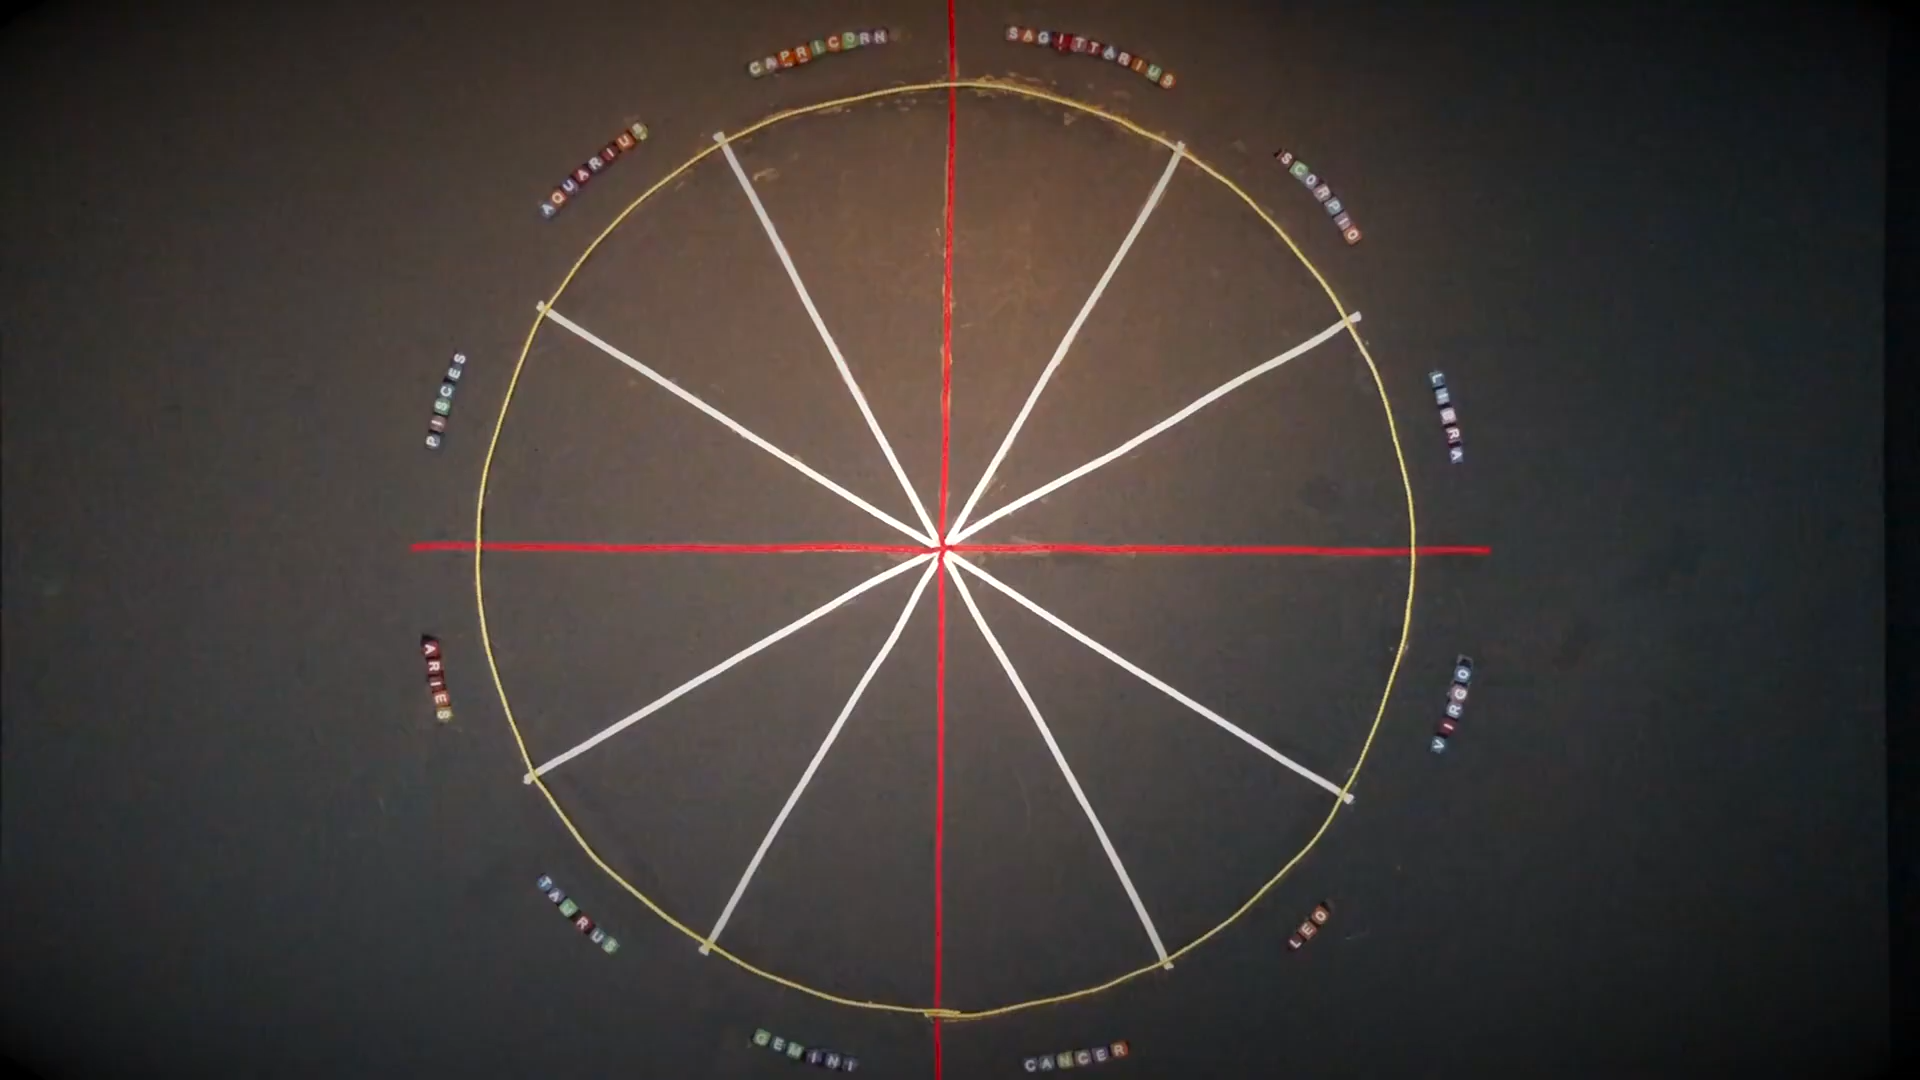 CAPRICORN
SAGITTARIUS
AQUARIUS
SCORPIO
PISCES
LIBRA
ARIES
VIRGO
TAURUS
LEO
GEMINI
CANCER